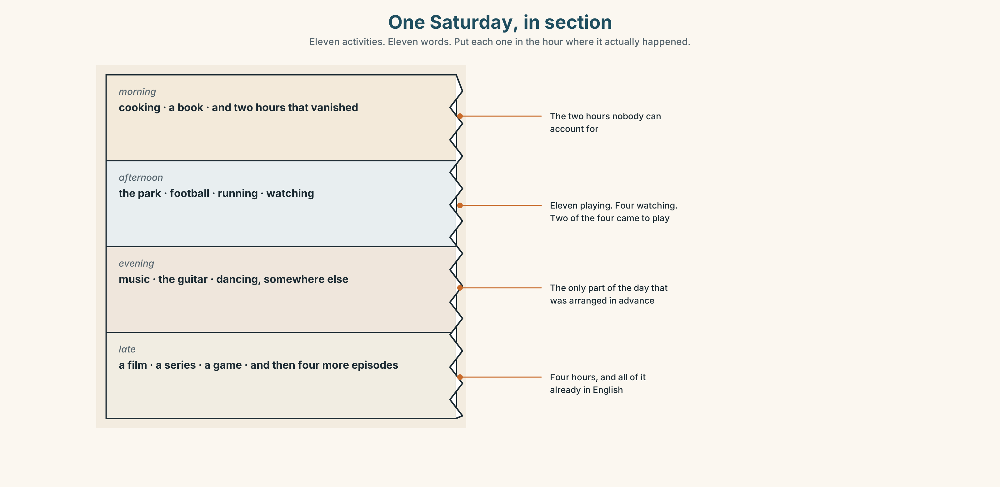 One Saturday, in section
Eleven activities. Eleven words. Put each one in the hour where it actually happened.
morning
cooking · a book · and two hours that vanished
The two hours nobody can
account for
afternoon
the park · football · running · watching
Eleven playing. Four watching.
Two of the four came to play
evening
music · the guitar · dancing, somewhere else
The only part of the day that
was arranged in advance
late
a film · a series · a game · and then four more episodes
Four hours, and all of it
already in English